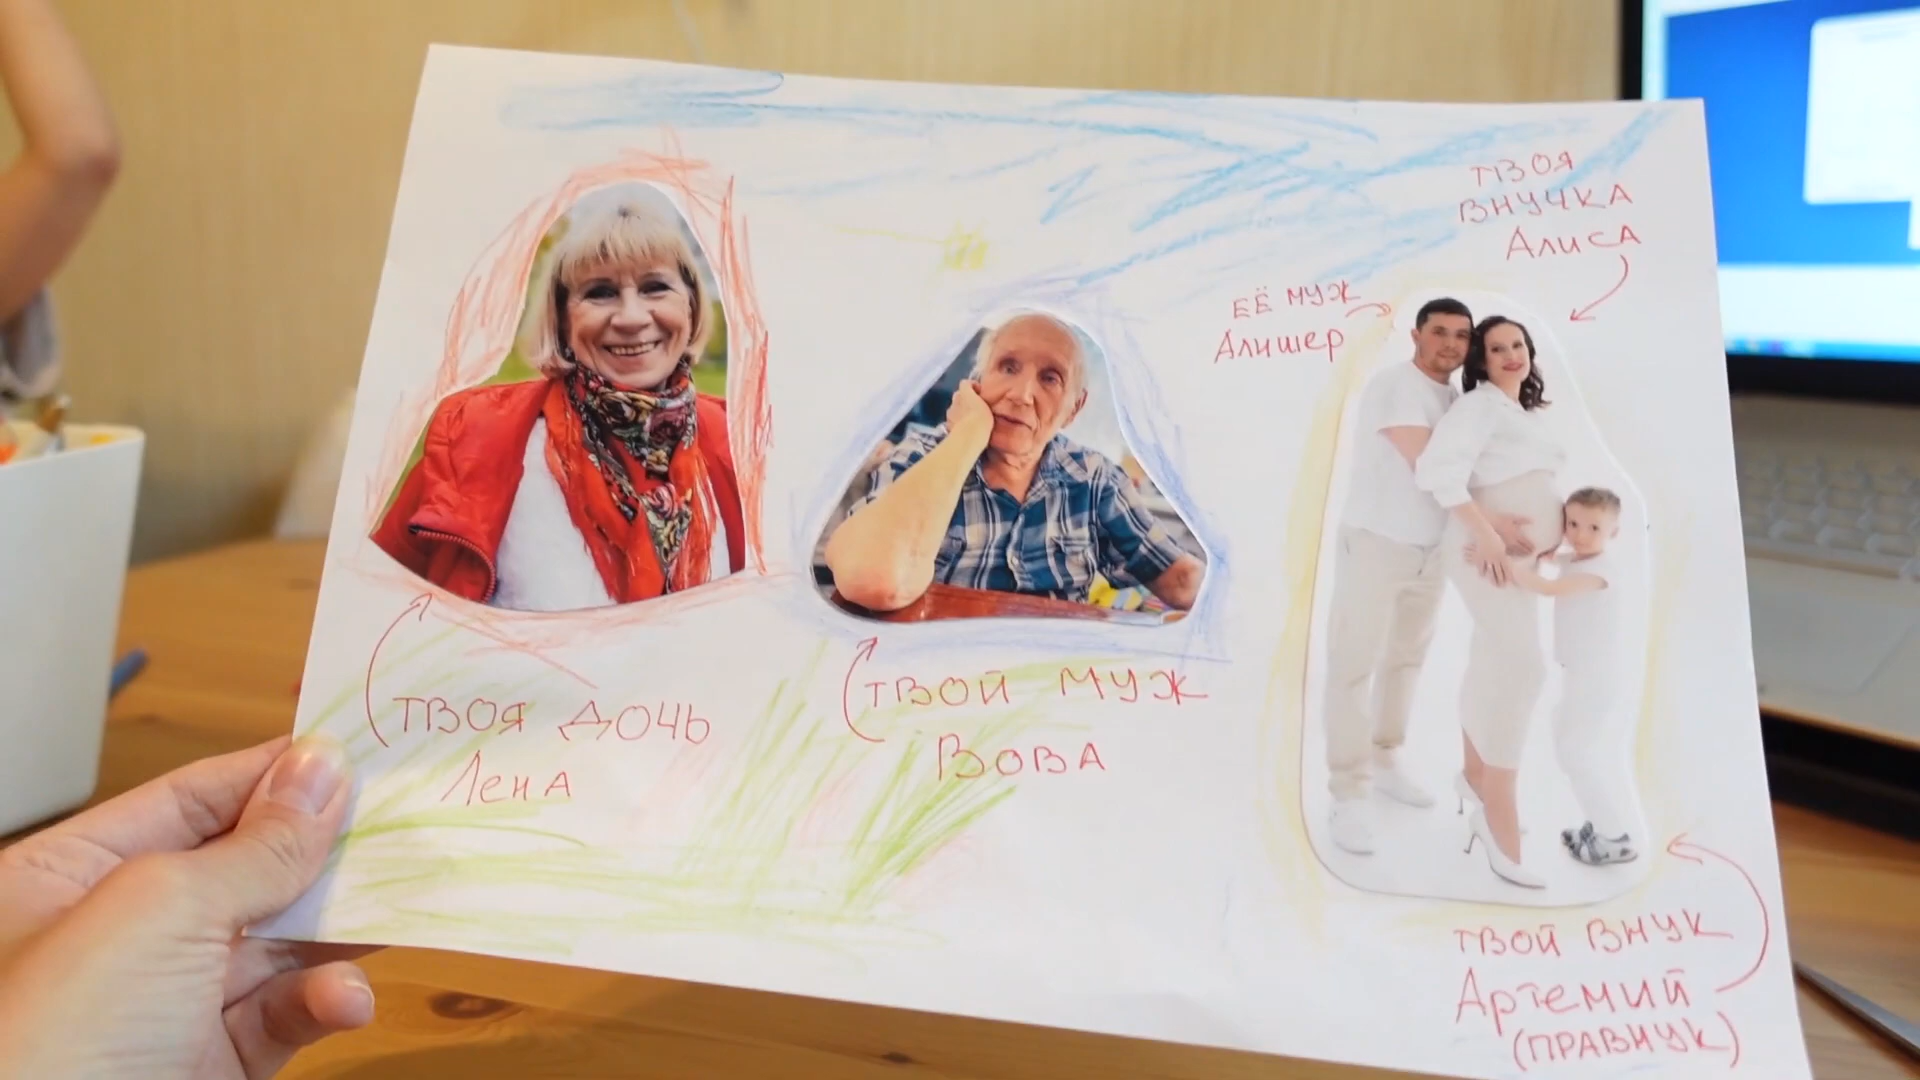 ТВОЯ ДОЧЬ
Лена
ТВОЙ МУЖ
ВОВА
ЕЁ МУЖ
Алишер
ТВОЯ
ВНУЧКА
АЛИСА
ТВОЙ ВНУК
Артемий
(ПРАВНУК)